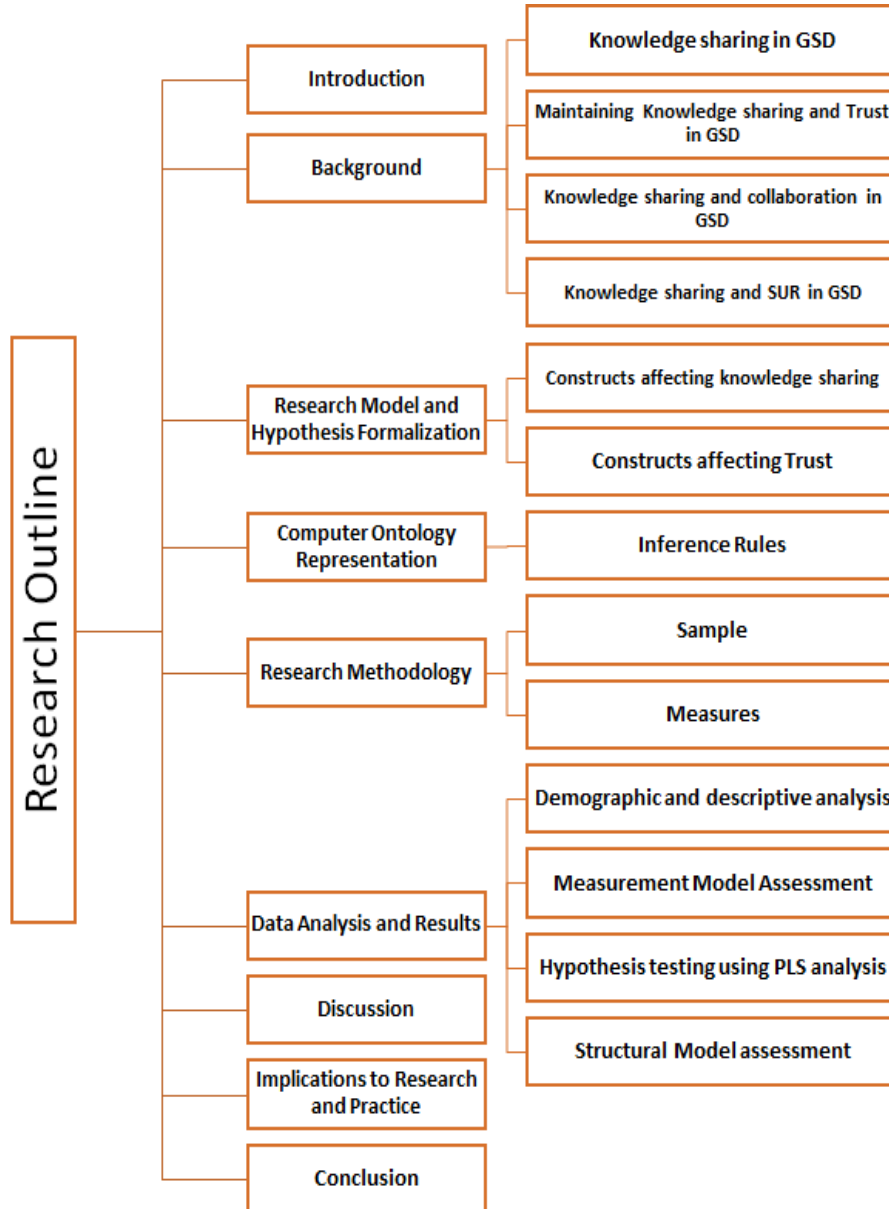 Research Outline
Introduction
Background
Knowledge sharing in GSD
Maintaining Knowledge sharing and Trust
in GSD
Knowledge sharing and collaboration in
GSD
Knowledge sharing and SUR in GSD
Research Model and
Hypothesis Formalization
Constructs affecting knowledge sharing
Constructs affecting Trust
Computer Ontology
Representation
Inference Rules
Research Methodology
Sample
Measures
Data Analysis and Results
Demographic and descriptive analysis
Measurement Model Assessment
Hypothesis testing using PLS analysis
Structural Model assessment
Discussion
Implications to Research
and Practice
Conclusion